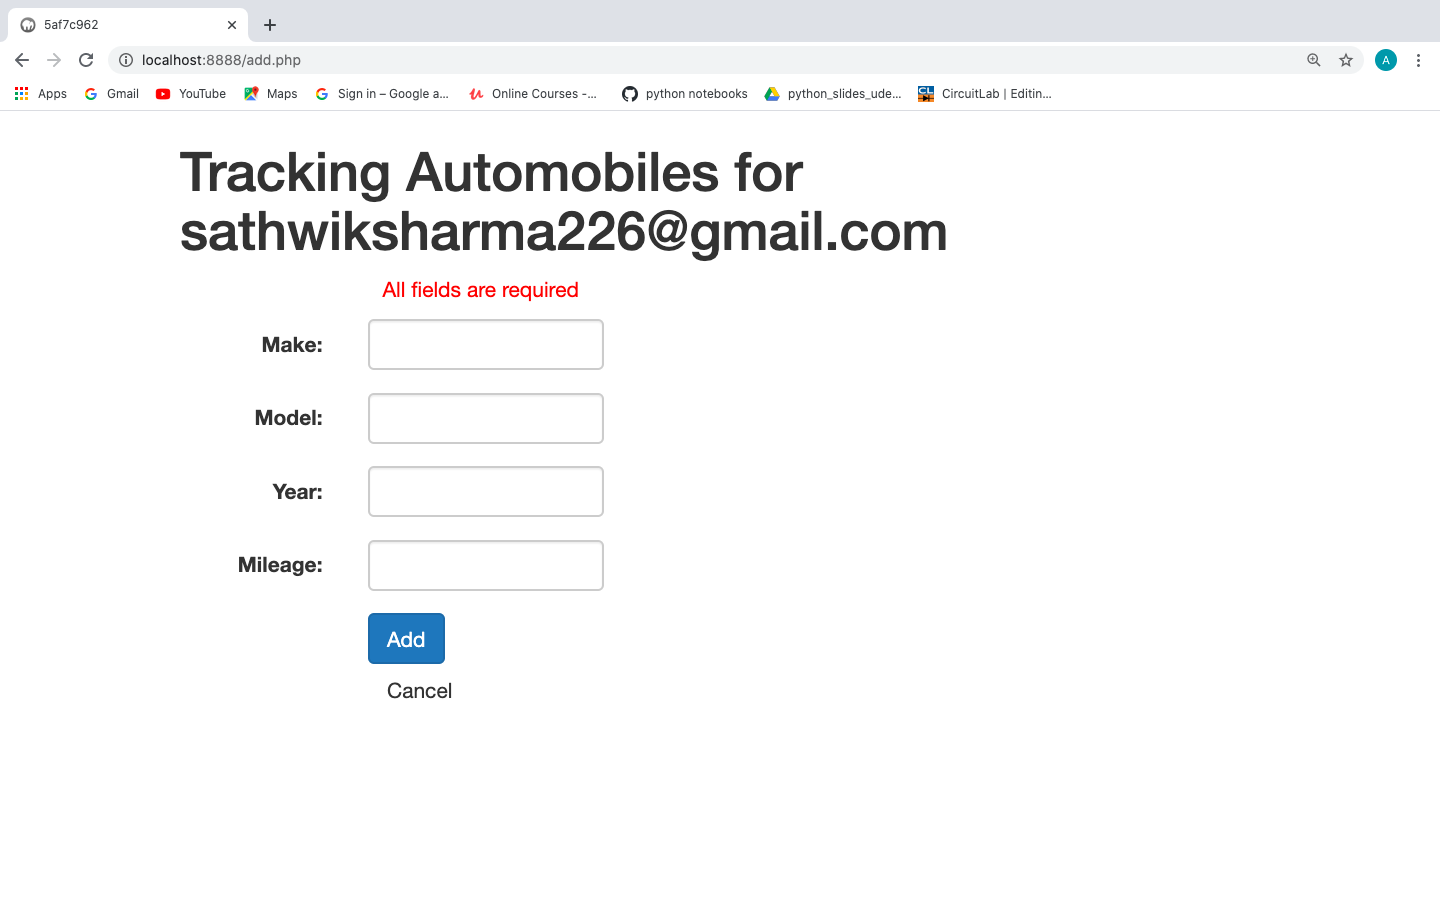 5af7c962
localhost:8888/add.php
A
Apps Gmail YouTube Maps Sign in – Google a... Online Courses -... python notebooks python_slides_ude... CL CircuitLab | Editin...
Tracking Automobiles for
sathwiksharma226@gmail.com
All fields are required
Make:
Model:
Year:
Mileage:
Add
Cancel